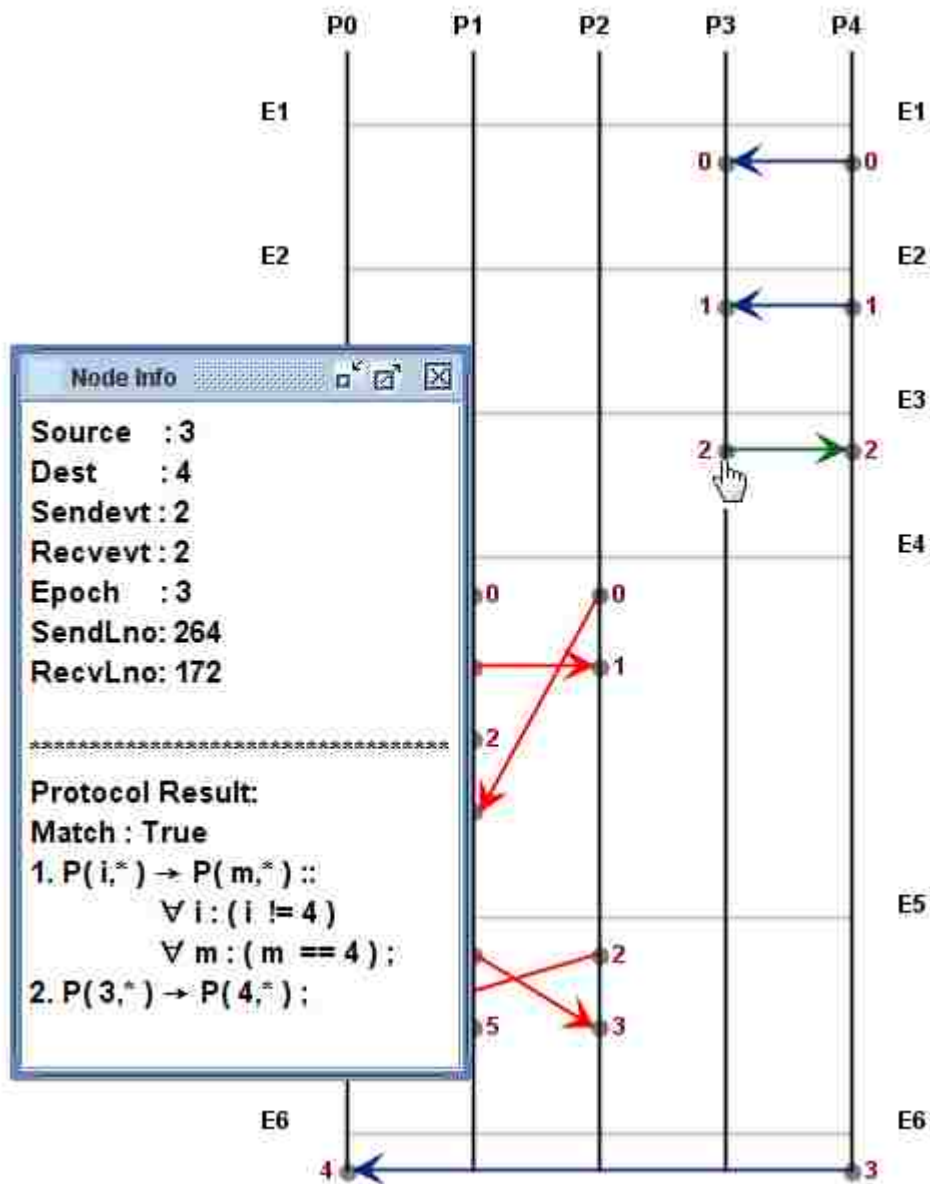 P0 P1 P2 P3 P4
E1 E1
0 0
E2 E2
1 1
E3
2 2
E4
0 0
1
2
E5
2
5 3
E6 E6
4 3
Node Info
Source : 3
Dest : 4
Sendevt : 2
Recvevt : 2
Epoch : 3
SendLno: 264
RecvLno: 172
***********************************
Protocol Result:
Match : True
1. P( i,* ) → P( m,* ) ::
∀ i : ( i != 4 )
∀ m : ( m == 4 ) ;
2. P( 3,* ) → P( 4,* ) ;